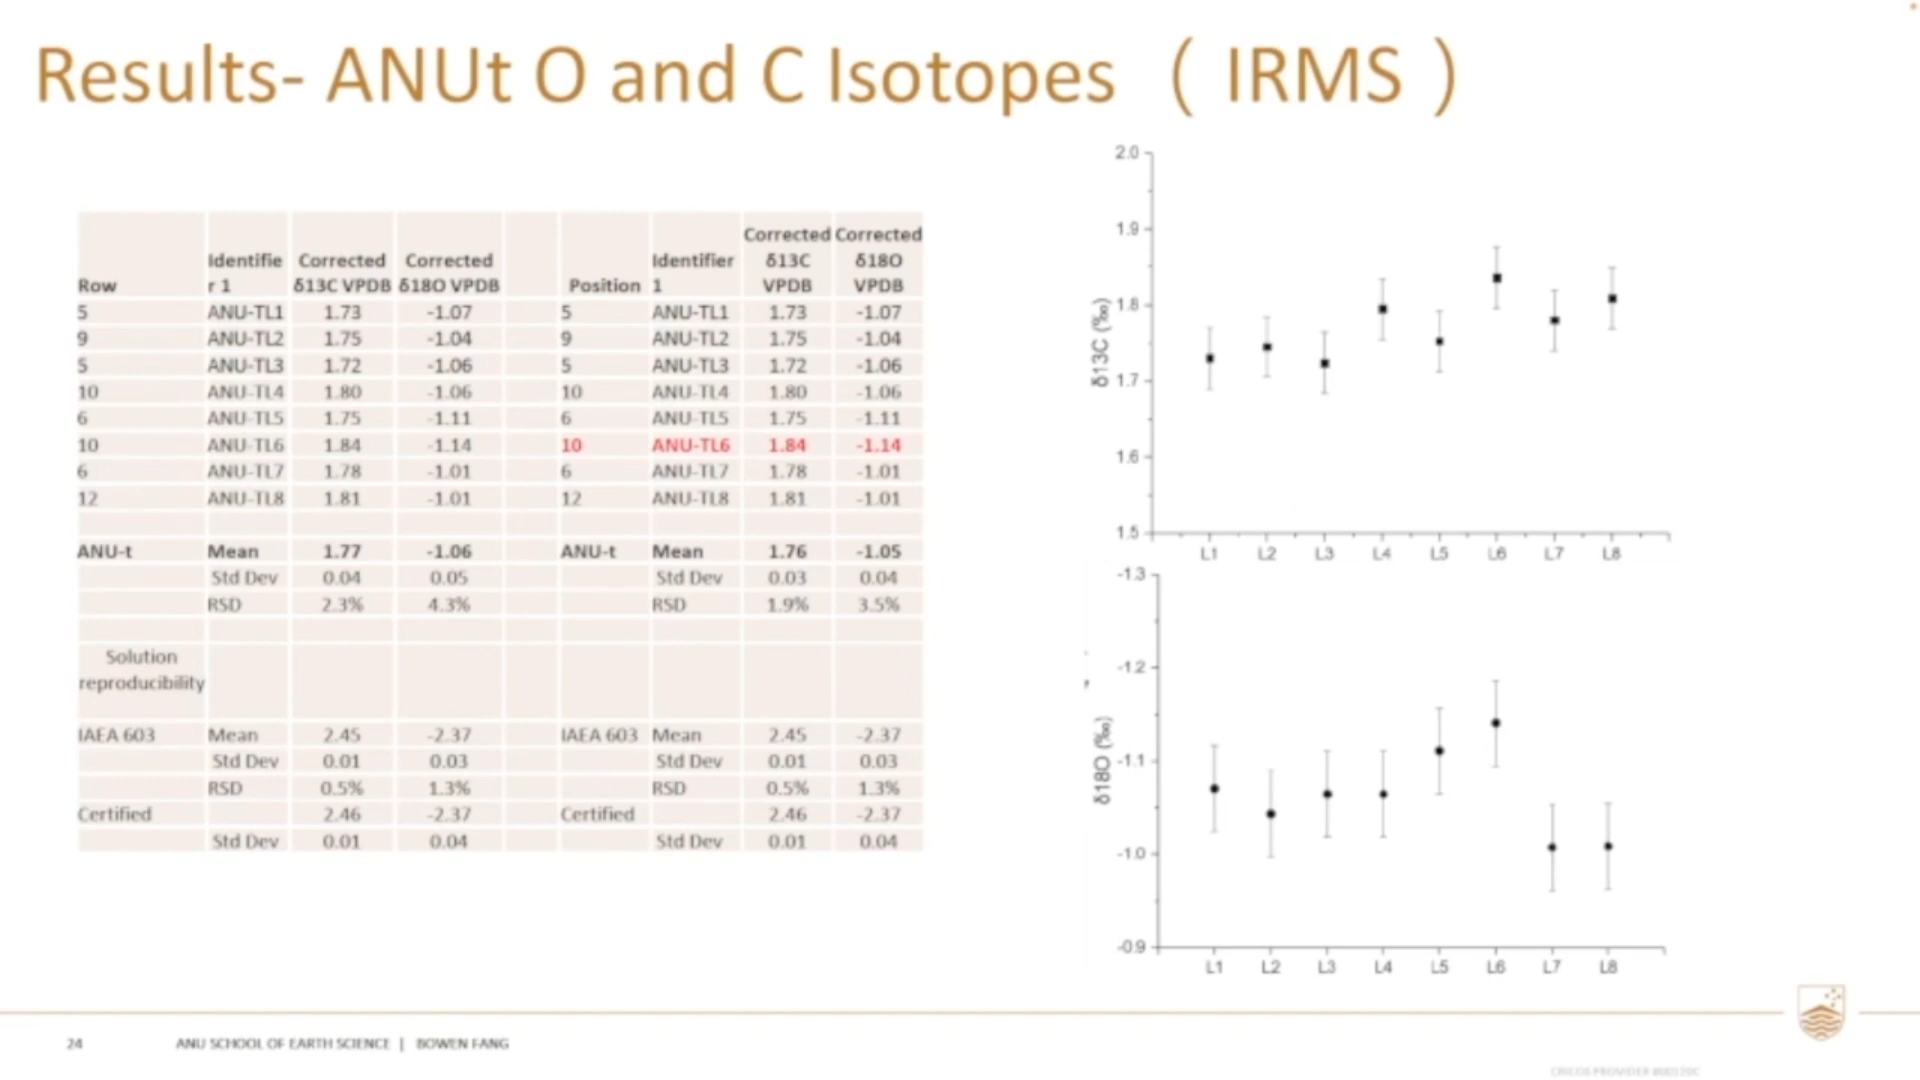 Results- ANUt O and C Isotopes （ IRMS ）
Row Identifie r 1 Corrected δ13C VPDB Corrected δ18O VPDB Position Identifier 1 Corrected δ13C VPDB Corrected δ18O VPDB
5 ANU-TL1 1.73 -1.07 5 ANU-TL1 1.73 -1.07
9 ANU-TL2 1.75 -1.04 9 ANU-TL2 1.75 -1.04
5 ANU-TL3 1.72 -1.06 5 ANU-TL3 1.72 -1.06
10 ANU-TL4 1.80 -1.06 10 ANU-TL4 1.80 -1.06
6 ANU-TL5 1.75 -1.11 6 ANU-TL5 1.75 -1.11
10 ANU-TL6 1.84 -1.14 10 ANU-TL6 1.84 -1.14
6 ANU-TL7 1.78 -1.01 6 ANU-TL7 1.78 -1.01
12 ANU-TL8 1.81 -1.01 12 ANU-TL8 1.81 -1.01
ANU-t Mean 1.77 -1.06 ANU-t Mean 1.76 -1.05
Std Dev 0.04 0.05 Std Dev 0.03 0.04
RSD 2.3% 4.3% RSD 1.9% 3.5%
Solution
reproducibility
IAEA 603 Mean 2.45 -2.37 IAEA 603 Mean 2.45 -2.37
Std Dev 0.01 0.03 Std Dev 0.01 0.03
RSD 0.5% 1.3% RSD 0.5% 1.3%
Certified 2.46 -2.37 Certified 2.46 -2.37
Std Dev 0.01 0.04 Std Dev 0.01 0.04
2.0
1.9
1.8
1.7
1.6
1.5
δ13C (‰)
L1 L2 L3 L4 L5 L6 L7 L8
-1.3
-1.2
-1.1
-1.0
-0.9
δ18O (‰)
L1 L2 L3 L4 L5 L6 L7 L8
24 ANU SCHOOL OF EARTH SCIENCE | BOWEN FANG
CRICOS PROVIDER #00120C